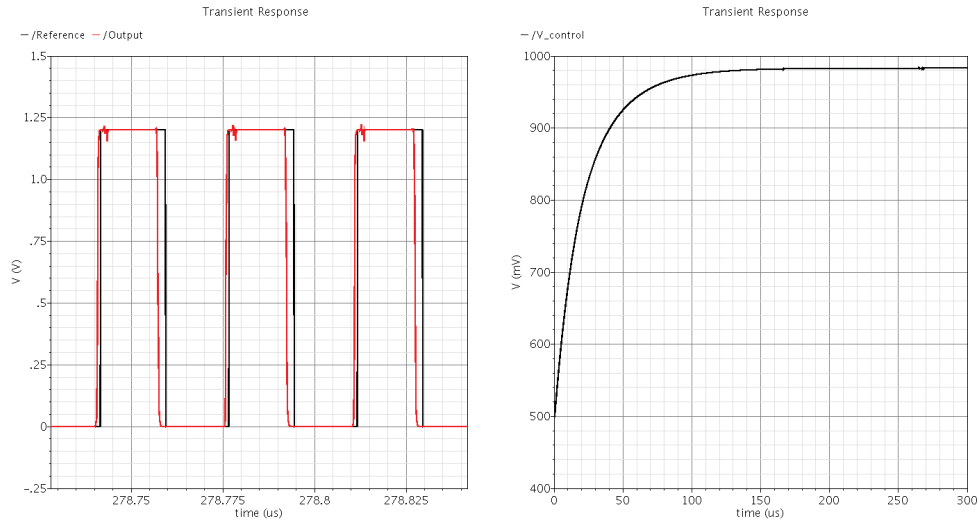 Transient Response
/Reference /Output
1.5
1.25
1.0
.75
.5
.25
0
-.25
V (V)
278.75 278.775 278.8 278.825
time (us)
Transient Response
/V_control
1000
900
800
700
600
500
400
V (mV)
0 50 100 150 200 250 300
time (us)